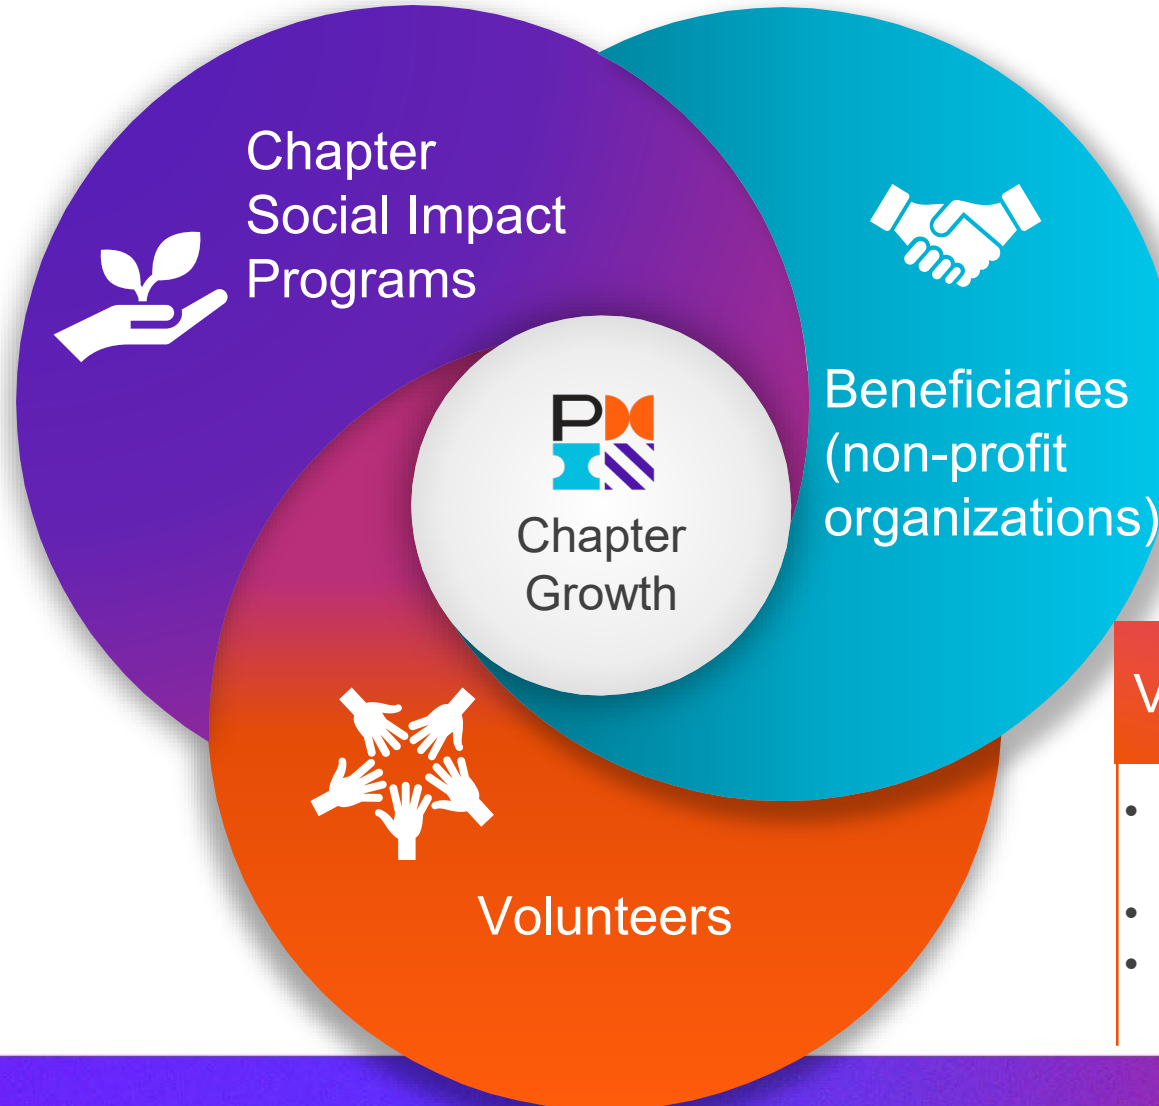 Chapter
Social Impact
Programs
Beneficiaries
(non-profit
organizations)
Chapter
Growth
Volunteers